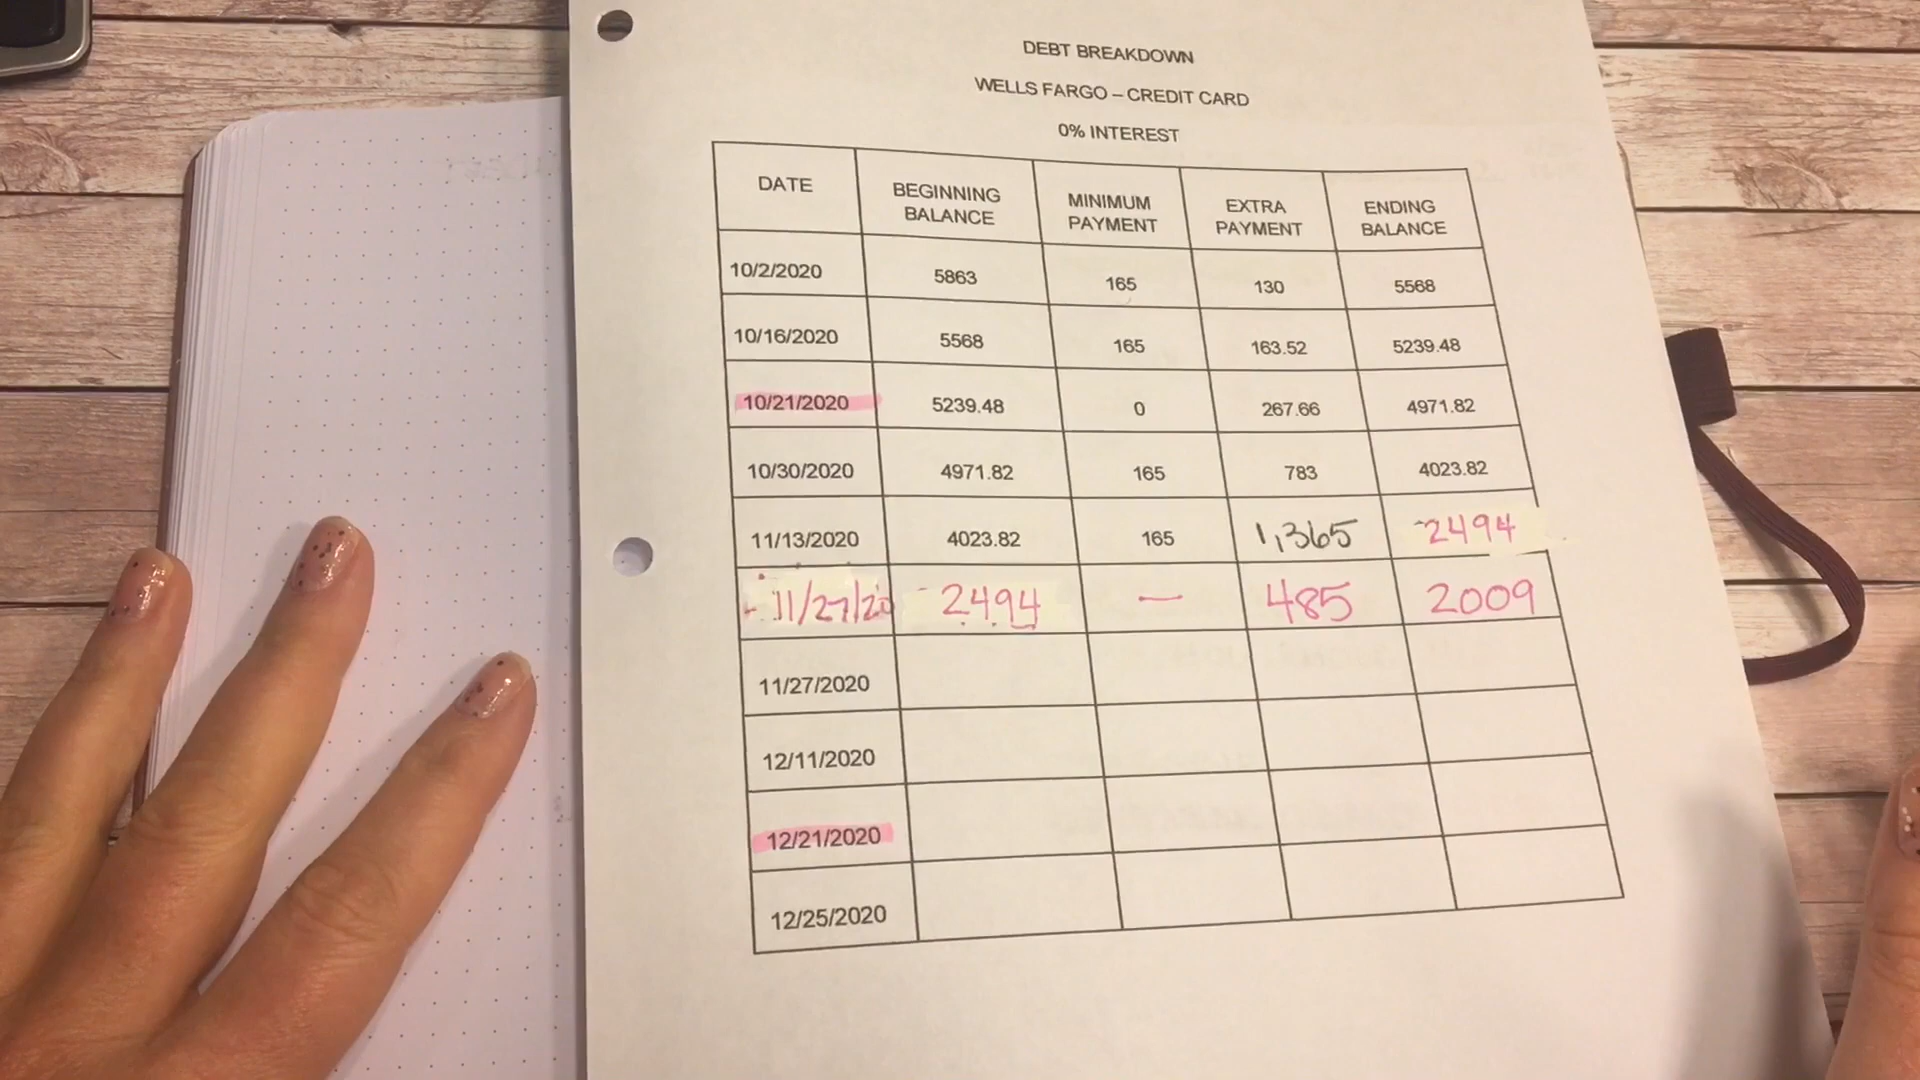 DEBT BREAKDOWN
WELLS FARGO – CREDIT CARD
0% INTEREST
DATE BEGINNING BALANCE MINIMUM PAYMENT EXTRA PAYMENT ENDING BALANCE
10/2/2020 5863 165 130 5568
10/16/2020 5568 165 163.52 5239.48
10/21/2020 5239.48 0 267.66 4971.82
10/30/2020 4971.82 165 783 4023.82
11/13/2020 4023.82 165 1,365 2494
11/27/20 2494 — 485 2009
11/27/2020
12/11/2020
12/21/2020
12/25/2020